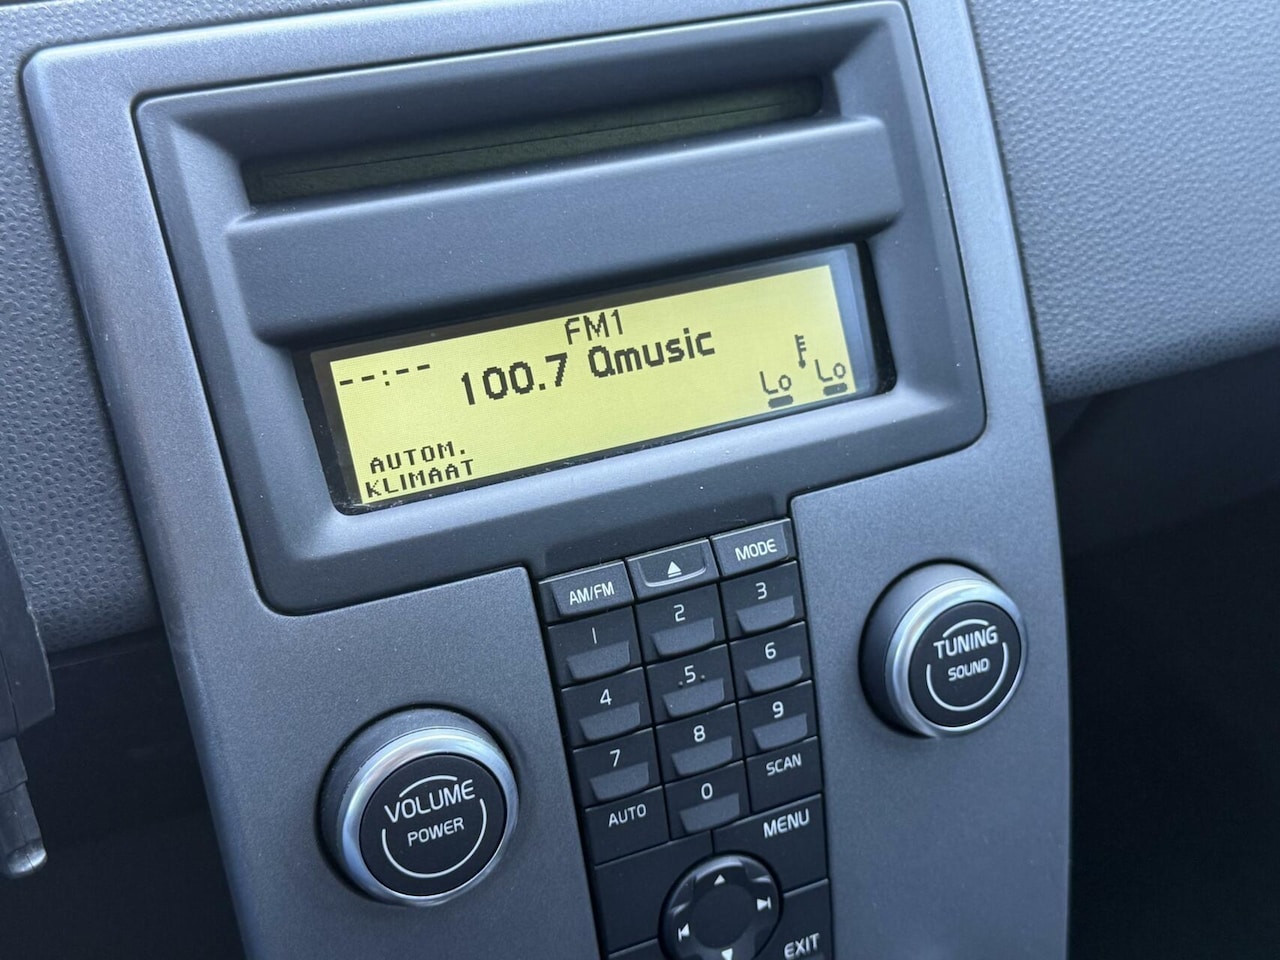 FM1
--:--
100.7 Qmusic
Lo Lo
AUTOM.
KLIMAAT
AM/FM
MODE
1 2 3
4 .5. 6
7 8 9
AUTO 0 SCAN
MENU
EXIT
VOLUME
POWER
TUNING
SOUND